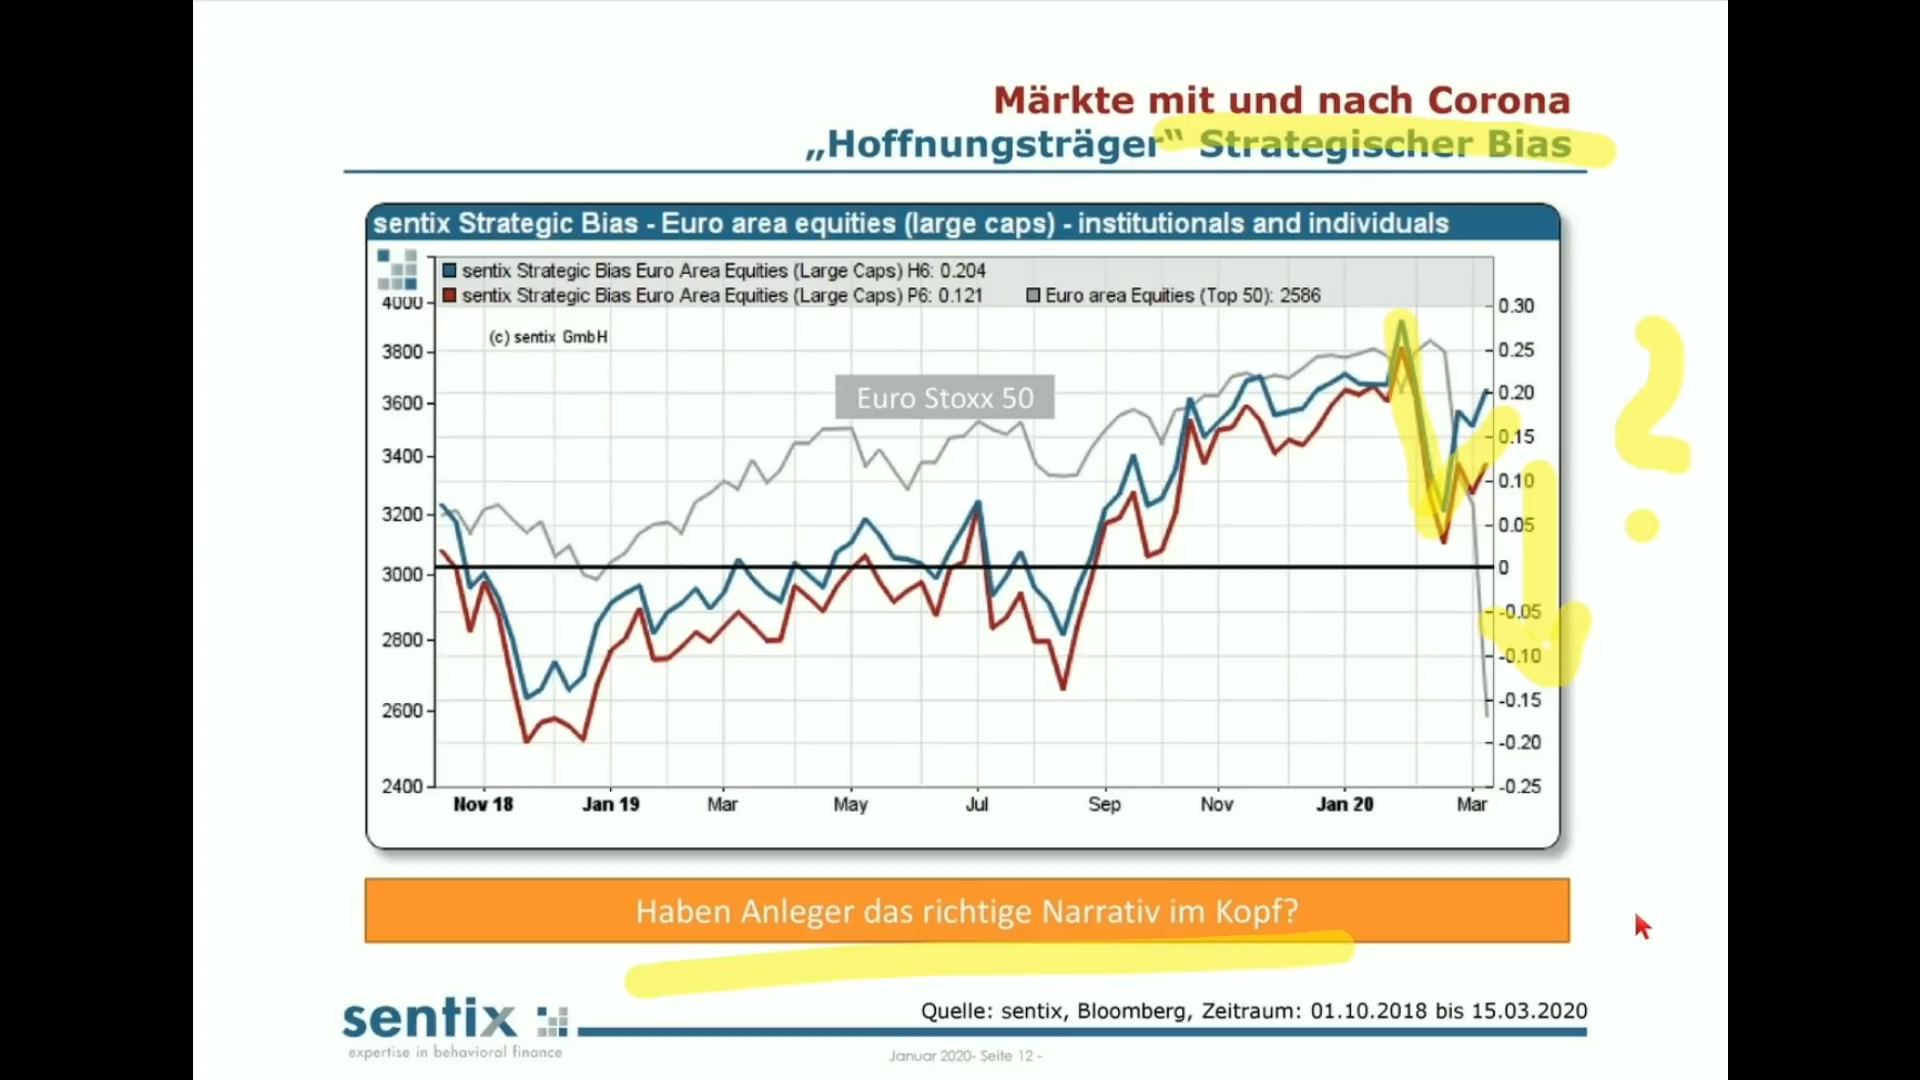 Märkte mit und nach Corona
„Hoffnungsträger“ Strategischer Bias
sentix Strategic Bias - Euro area equities (large caps) - institutionals and individuals
sentix Strategic Bias Euro Area Equities (Large Caps) H6: 0.204
sentix Strategic Bias Euro Area Equities (Large Caps) P6: 0.121
Euro area Equities (Top 50): 2586
(c) sentix GmbH
Euro Stoxx 50
4000
3800
3600
3400
3200
3000
2800
2600
2400
0.30
0.25
0.20
0.15
0.10
0.05
0
-0.05
-0.10
-0.15
-0.20
-0.25
Nov 18 Jan 19 Mar May Jul Sep Nov Jan 20 Mar
?
Haben Anleger das richtige Narrativ im Kopf?
sentix
expertise in behavioral finance
Quelle: sentix, Bloomberg, Zeitraum: 01.10.2018 bis 15.03.2020
Januar 2020- Seite 12 -